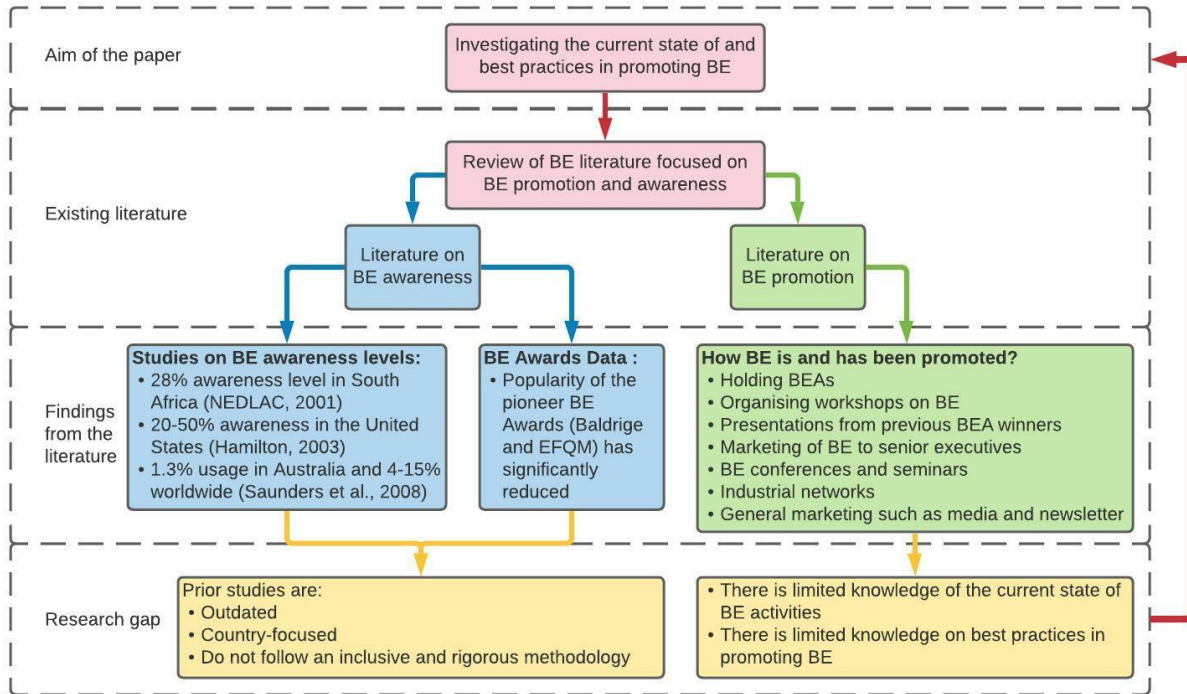 Aim of the paper
Investigating the current state of and
best practices in promoting BE
Existing literature
Review of BE literature focused on
BE promotion and awareness
Literature on
BE awareness
Literature on
BE promotion
Findings
from the
literature
Studies on BE awareness levels:
• 28% awareness level in South
Africa (NEDLAC, 2001)
• 20-50% awareness in the United
States (Hamilton, 2003)
• 1.3% usage in Australia and 4-15%
worldwide (Saunders et al., 2008)
BE Awards Data :
• Popularity of the
pioneer BE
Awards (Baldrige
and EFQM) has
significantly
reduced
How BE is and has been promoted?
• Holding BEAs
• Organising workshops on BE
• Presentations from previous BEA winners
• Marketing of BE to senior executives
• BE conferences and seminars
• Industrial networks
• General marketing such as media and newsletter
Research gap
Prior studies are:
• Outdated
• Country-focused
• Do not follow an inclusive and rigorous methodology
• There is limited knowledge of the current state of
BE activities
• There is limited knowledge on best practices in
promoting BE